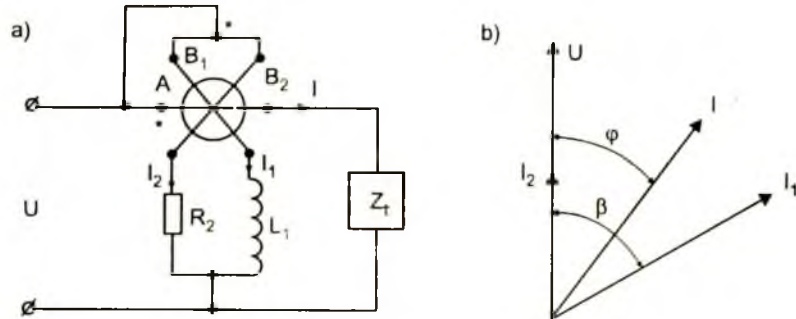 a)
*
B1
B2
A
I
*
I2
I1
U
R2
L1
Zt
b)
U
I
φ
I2
β
I1